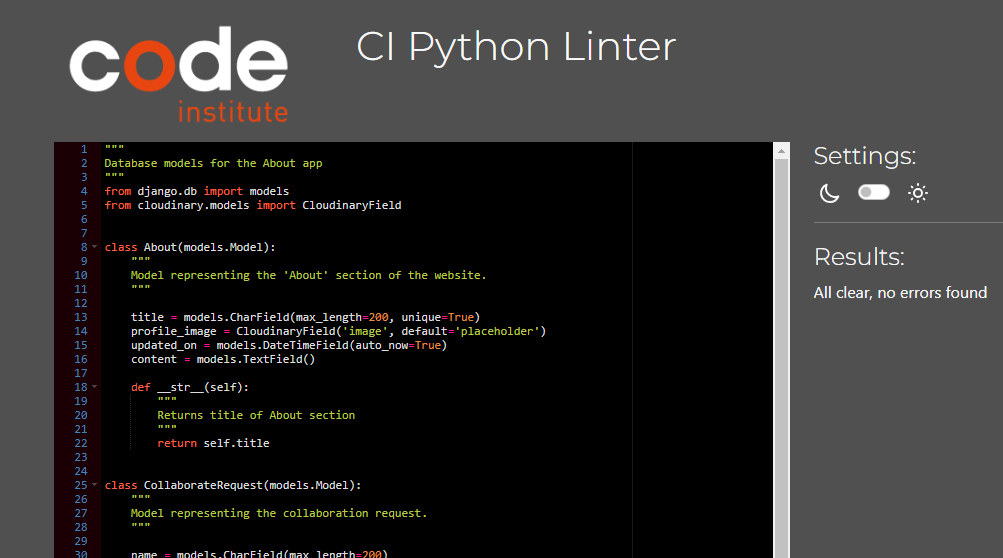 code
institute
CI Python Linter
1 """
2 Database models for the About app
3 """
4 from django.db import models
5 from cloudinary.models import CloudinaryField
6
7
8 class About(models.Model):
9     """
10     Model representing the 'About' section of the website.
11     """
12
13     title = models.CharField(max_length=200, unique=True)
14     profile_image = CloudinaryField('image', default='placeholder')
15     updated_on = models.DateTimeField(auto_now=True)
16     content = models.TextField()
17
18     def __str__(self):
19         """
20         Returns title of About section
21         """
22         return self.title
23
24
25 class CollaborateRequest(models.Model):
26     """
27     Model representing the collaboration request.
28     """
29
30     name = models.CharField(max_length=200)
Settings:
Results:
All clear, no errors found